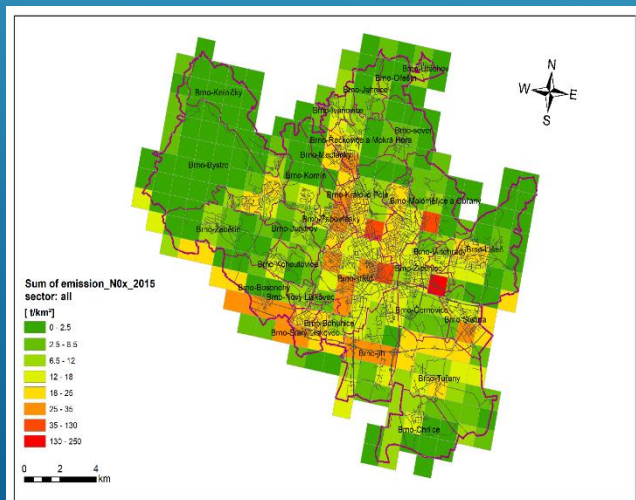 N
W E
S
Brno-Útěchov
Brno-Ořešín
Brno-Jehnice
Brno-Kníničky
Brno-Ivanovice
Brno-Řečkovice a Mokrá Hora
Brno-sever
Brno-Medlánky
Brno-Bystrc
Brno-Komín
Brno-Královo Pole
Brno-Maloměřice a Obřany
Brno-Žabovřesky
Brno-Žebětín
Brno-Jundrov
Brno-Vinohrady
Brno-Líšeň
Brno-Kohoutovice
Brno-střed
Brno-Židenice
Sum of emission_N0x_2015
sector: all
[ t/km²]
Brno-Bosonohy
Brno-Nový Lískovec
Brno-Černovice
Brno-Slatina
Brno-Bohunice
Brno-Starý Lískovec
Brno-jih
Brno-Tuřany
Brno-Chrlice
0 - 2.5
2.5 - 6.5
6.5 - 12
12 - 18
18 - 25
25 - 35
35 - 130
130 - 250
0 1 2 4
km